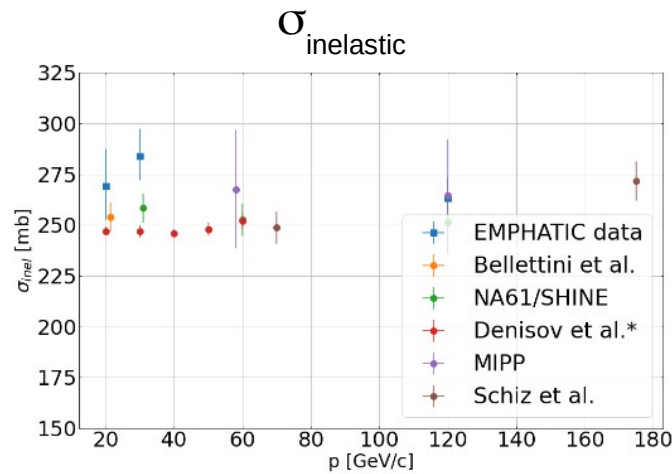 σinelastic
325
300
275
250
225
200
175
150
σinel [mb]
EMPHATIC data
Bellettini et al.
NA61/SHINE
Denisov et al.*
MIPP
Schiz et al.
20 40 60 80 100 120 140 160 180
p [GeV/c]